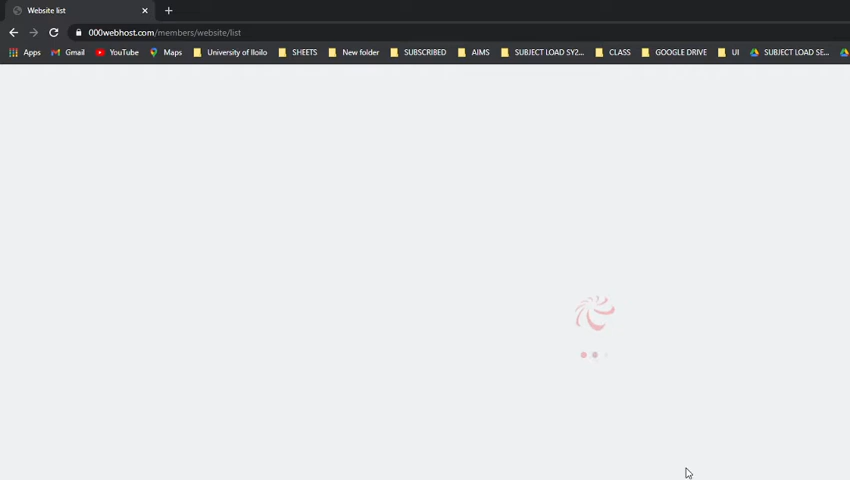 Website list
000webhost.com/members/website/list
Apps Gmail YouTube Maps University of Iloilo SHEETS New folder SUBSCRIBED AIMS SUBJECT LOAD SY2... CLASS GOOGLE DRIVE UI SUBJECT LOAD SE...